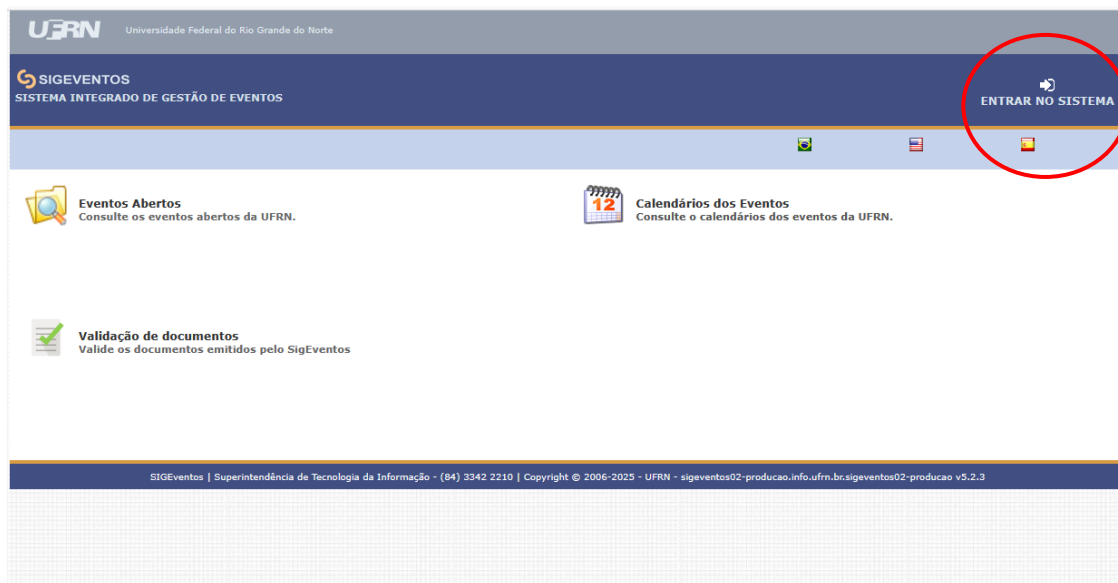 UFRN Universidade Federal do Rio Grande do Norte
SIGEVENTOS
SISTEMA INTEGRADO DE GESTÃO DE EVENTOS
ENTRAR NO SISTEMA
Eventos Abertos
Consulte os eventos abertos da UFRN.
Calendários dos Eventos
Consulte o calendários dos eventos da UFRN.
12
Validação de documentos
Valide os documentos emitidos pelo SigEventos
SIGEventos | Superintendência de Tecnologia da Informação - (84) 3342 2210 | Copyright © 2006-2025 - UFRN - sigeventos02-producao.info.ufrn.br.sigeventos02-producao v5.2.3